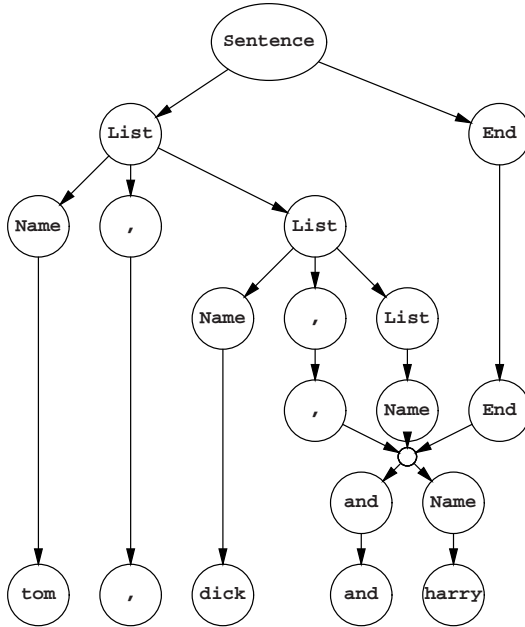 Sentence
List End
Name , List
Name , List
, Name End
and Name
tom , dick and harry